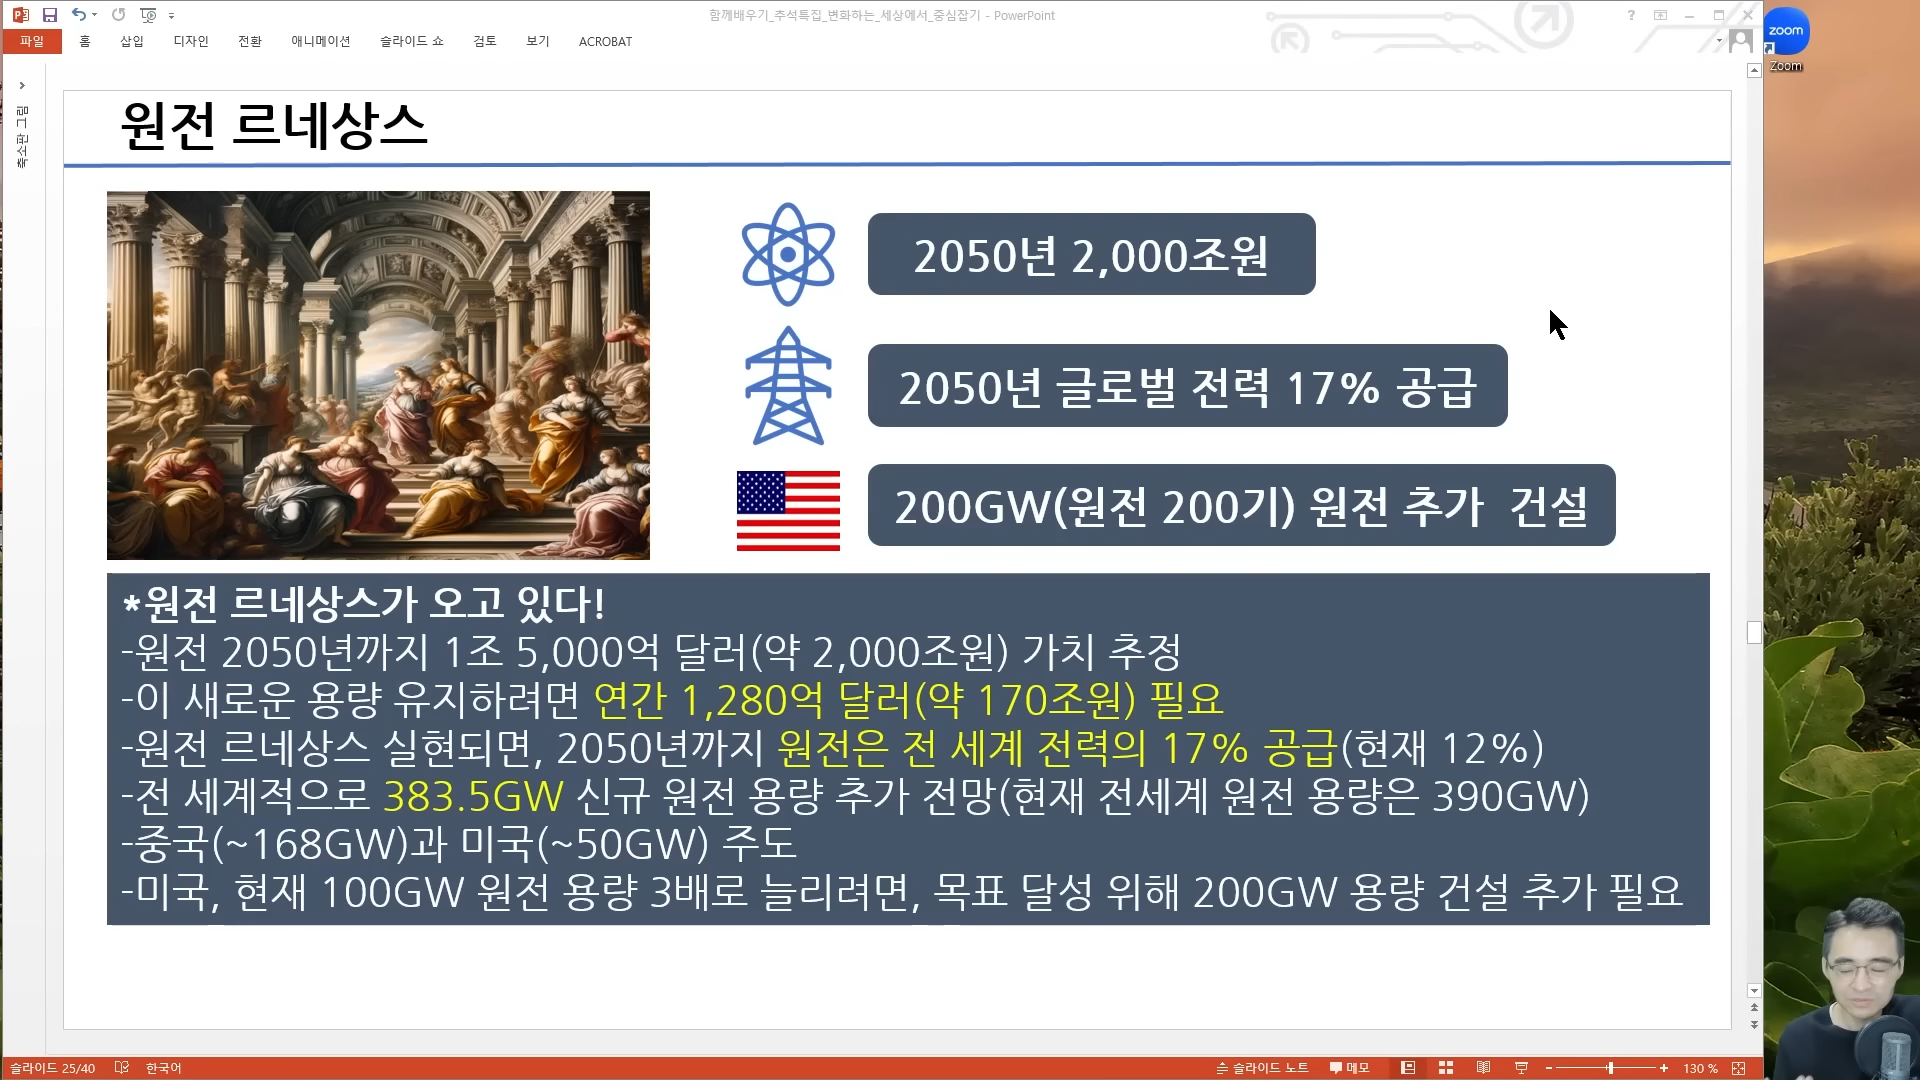 함께배우기_추석특집_변화하는_세상에서_중심잡기 - PowerPoint
파일 홈 삽입 디자인 전환 애니메이션 슬라이드 쇼 검토 보기 ACROBAT
zoom
Zoom
축소판 그림
원전 르네상스
2050년 2,000조원
2050년 글로벌 전력 17% 공급
200GW(원전 200기) 원전 추가 건설
*원전 르네상스가 오고 있다!
-원전 2050년까지 1조 5,000억 달러(약 2,000조원) 가치 추정
-이 새로운 용량 유지하려면 연간 1,280억 달러(약 170조원) 필요
-원전 르네상스 실현되면, 2050년까지 원전은 전 세계 전력의 17% 공급(현재 12%)
-전 세계적으로 383.5GW 신규 원전 용량 추가 전망(현재 전세계 원전 용량은 390GW)
-중국(~168GW)과 미국(~50GW) 주도
-미국, 현재 100GW 원전 용량 3배로 늘리려면, 목표 달성 위해 200GW 용량 건설 추가 필요
슬라이드 25/40 한국어 슬라이드 노트 메모 130 %